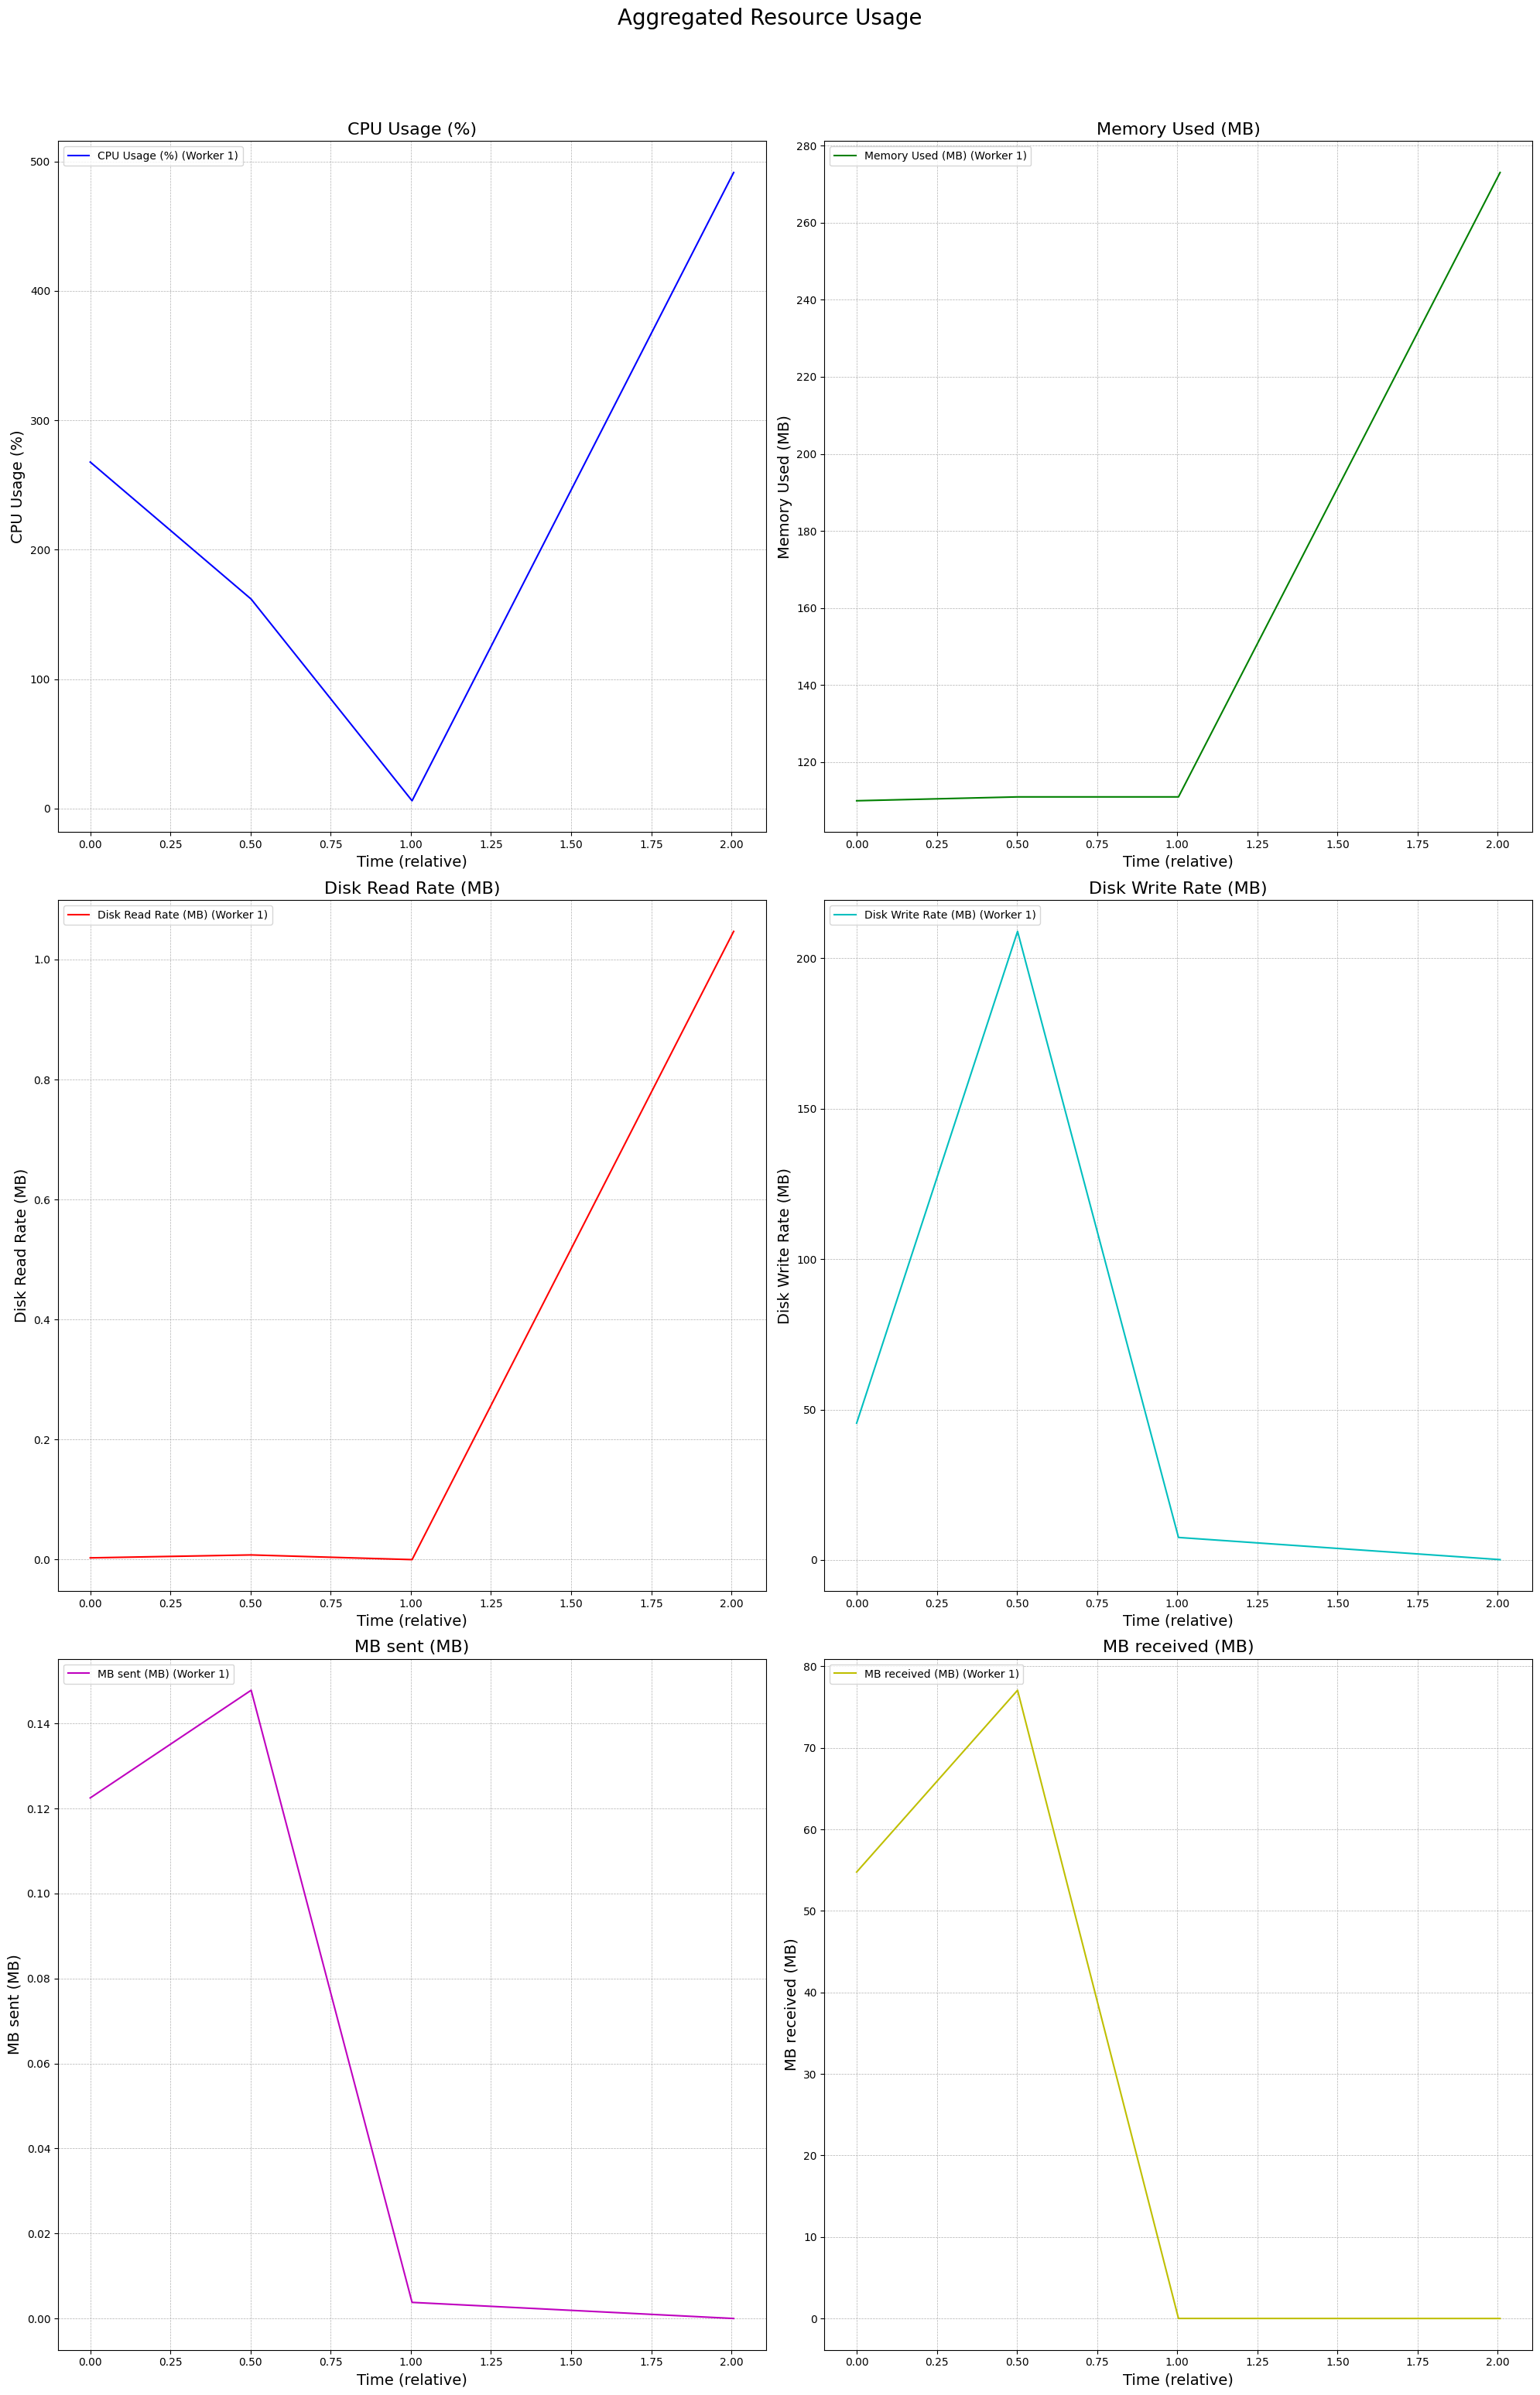 Aggregated Resource Usage
CPU Usage (%)
CPU Usage (%) (Worker 1)
CPU Usage (%)
500
400
300
200
100
0
0.00 0.25 0.50 0.75 1.00 1.25 1.50 1.75 2.00
Time (relative)
Memory Used (MB)
Memory Used (MB) (Worker 1)
Memory Used (MB)
280
260
240
220
200
180
160
140
120
0.00 0.25 0.50 0.75 1.00 1.25 1.50 1.75 2.00
Time (relative)
Disk Read Rate (MB)
Disk Read Rate (MB) (Worker 1)
Disk Read Rate (MB)
1.0
0.8
0.6
0.4
0.2
0.0
0.00 0.25 0.50 0.75 1.00 1.25 1.50 1.75 2.00
Time (relative)
Disk Write Rate (MB)
Disk Write Rate (MB) (Worker 1)
Disk Write Rate (MB)
200
150
100
50
0
0.00 0.25 0.50 0.75 1.00 1.25 1.50 1.75 2.00
Time (relative)
MB sent (MB)
MB sent (MB) (Worker 1)
MB sent (MB)
0.14
0.12
0.10
0.08
0.06
0.04
0.02
0.00
0.00 0.25 0.50 0.75 1.00 1.25 1.50 1.75 2.00
Time (relative)
MB received (MB)
MB received (MB) (Worker 1)
MB received (MB)
80
70
60
50
40
30
20
10
0
0.00 0.25 0.50 0.75 1.00 1.25 1.50 1.75 2.00
Time (relative)